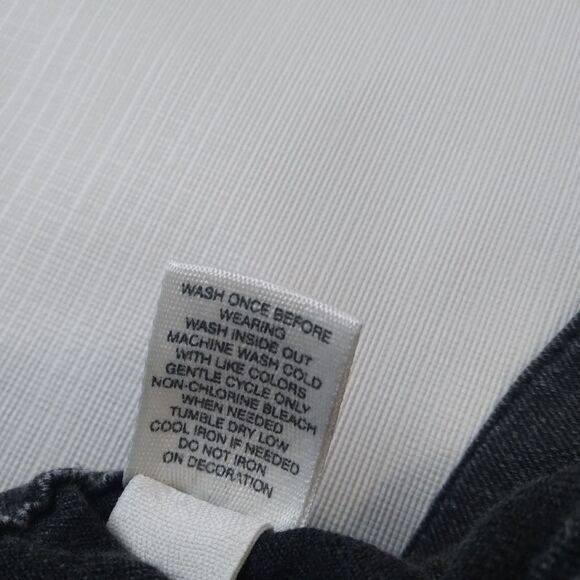 WASH ONCE BEFORE
WEARING
WASH INSIDE OUT
MACHINE WASH COLD
WITH LIKE COLORS
GENTLE CYCLE ONLY
NON-CHLORINE BLEACH
WHEN NEEDED
TUMBLE DRY LOW
COOL IRON IF NEEDED
DO NOT IRON
ON DECORATION